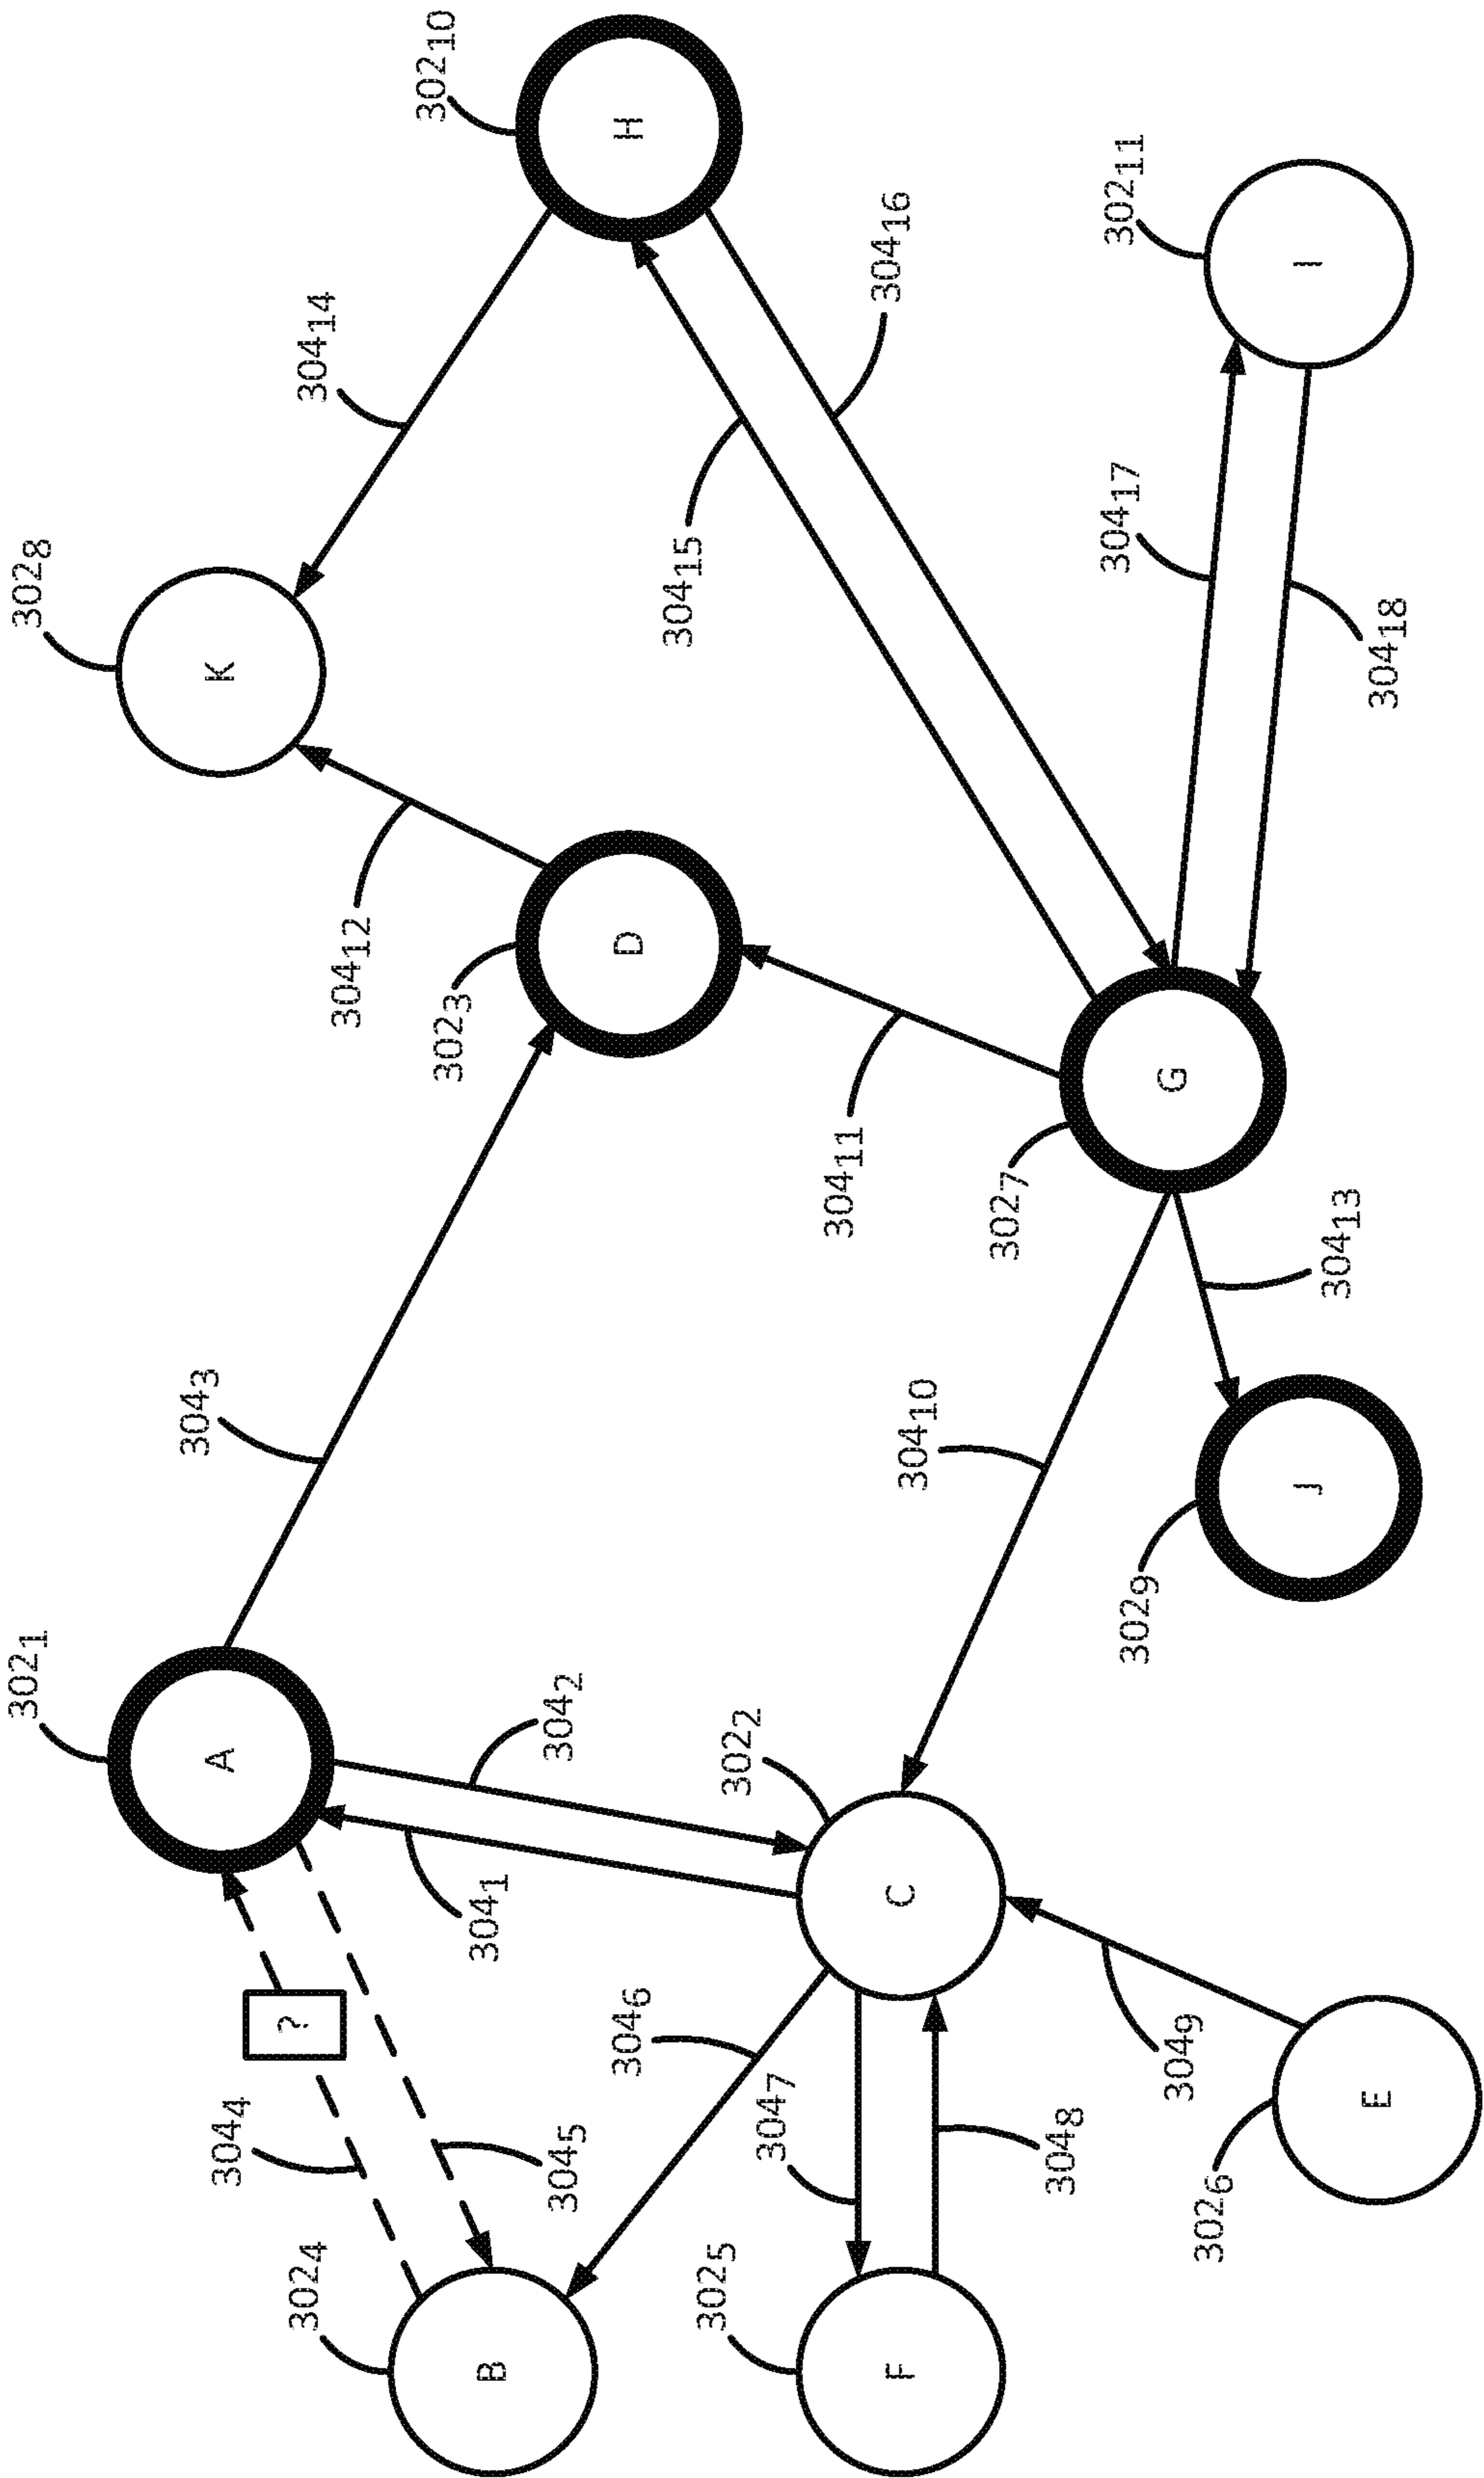 302₁
A
304₃
302₈
K
304₁₄
302₁₀
H
304₄
?
304₅
304₁
304₂
302₄
B
304₆
302₃
D
304₁₂
304₁₅
304₁₆
302₅
F
304₇
304₈
302₂
C
304₁₀
304₁₁
302₇
G
304₁₇
302₁₁
I
304₁₈
302₆
E
304₉
302₉
J
304₁₃